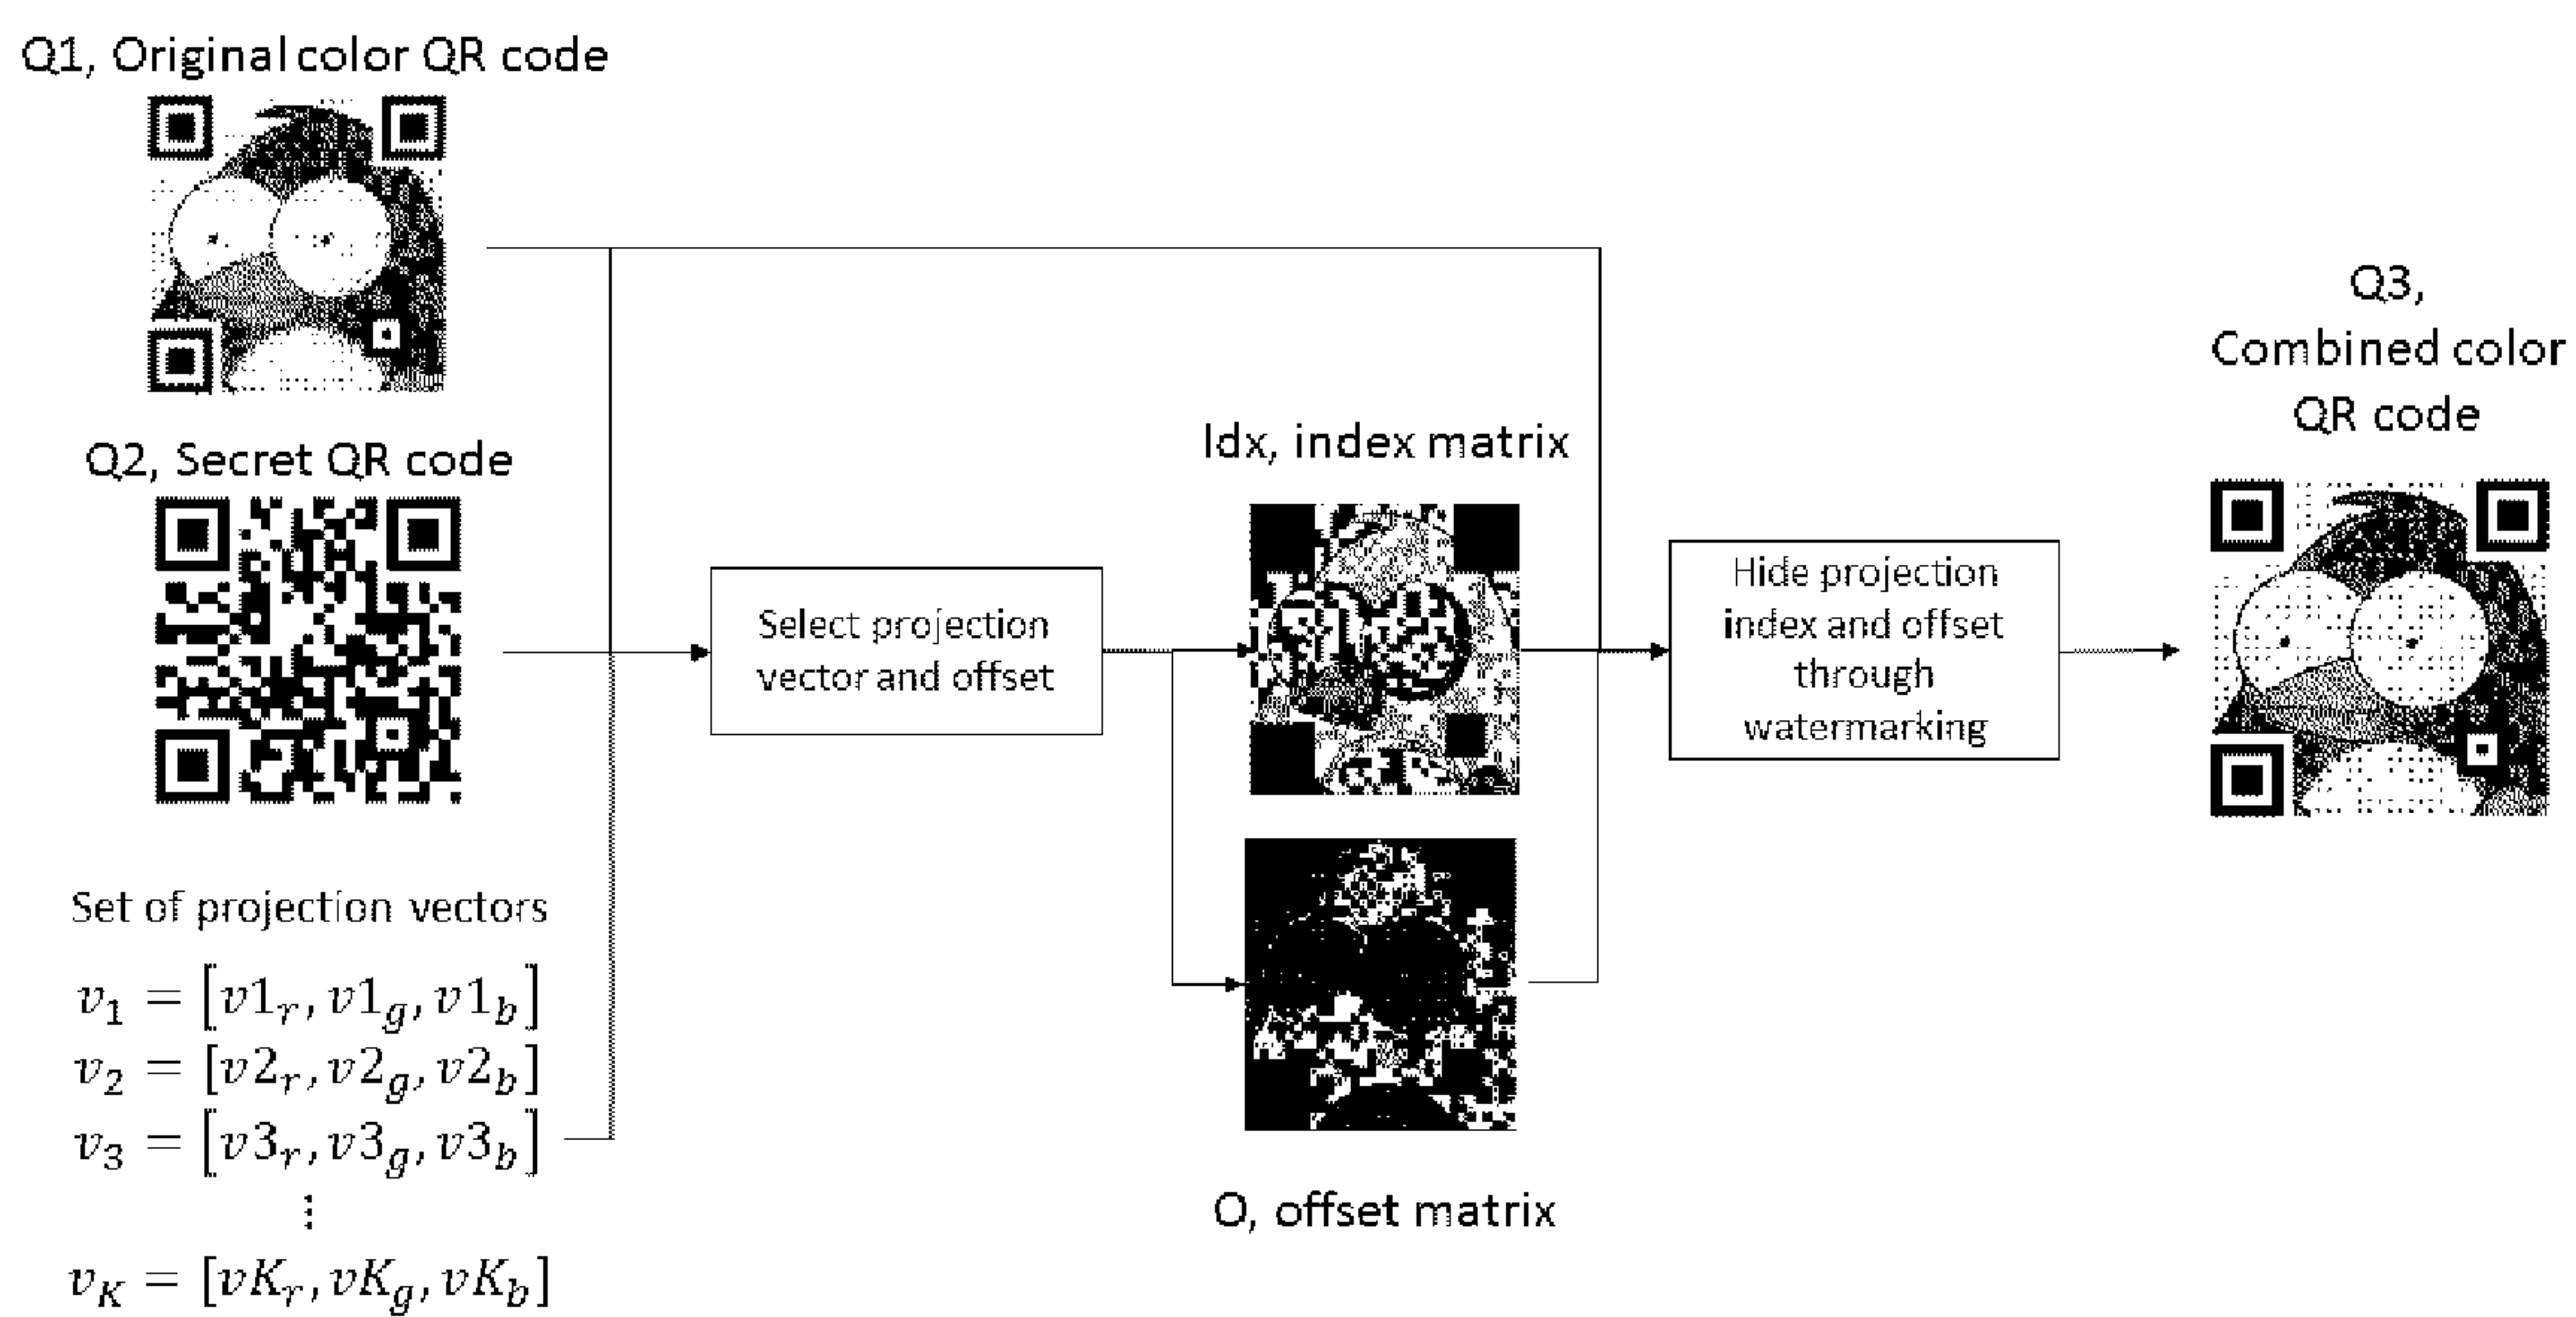 Q1, Original color QR code
Q2, Secret QR code
Set of projection vectors
v₁ = [v1ᵣ, v1g, v1b]
v₂ = [v2ᵣ, v2g, v2b]
v₃ = [v3ᵣ, v3g, v3b]
⋮
v_K = [vKᵣ, vKg, vKb]
Select projection
vector and offset
Idx, index matrix
O, offset matrix
Hide projection
index and offset
through
watermarking
Q3,
Combined color
QR code